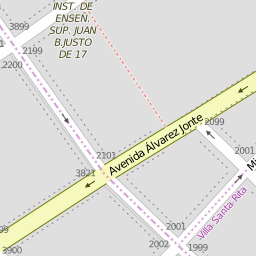 INST. DE
ENSEÑ.
SUP. JUAN
B.JUSTO
DE 17
3899
2199
2200
2099
Avenida Álvarez Jonte
2101
3821
2001
Villa Santa Rita
2001
2002
1999
3900